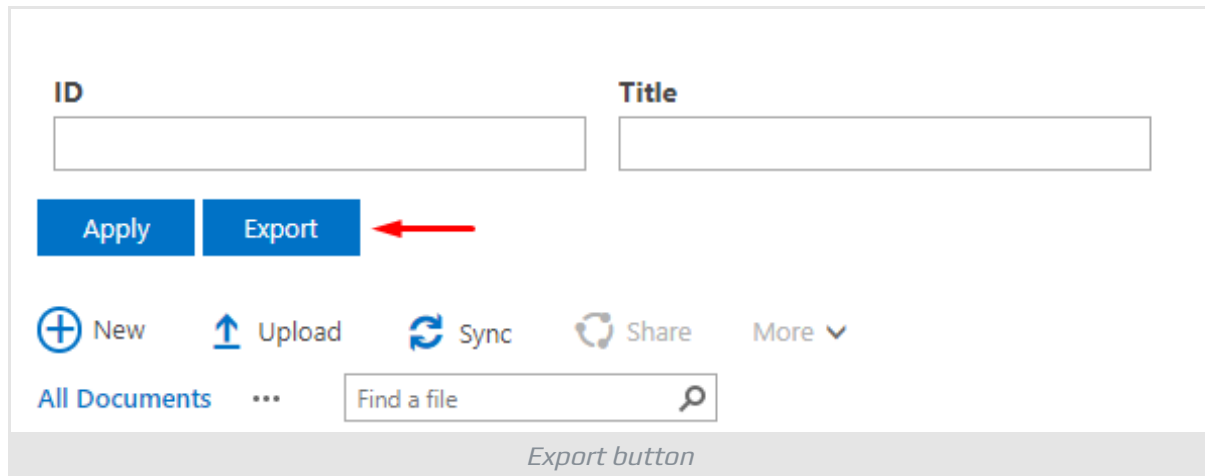 ID Title
Apply Export
New Upload Sync Share More
All Documents ... Find a file
Export button